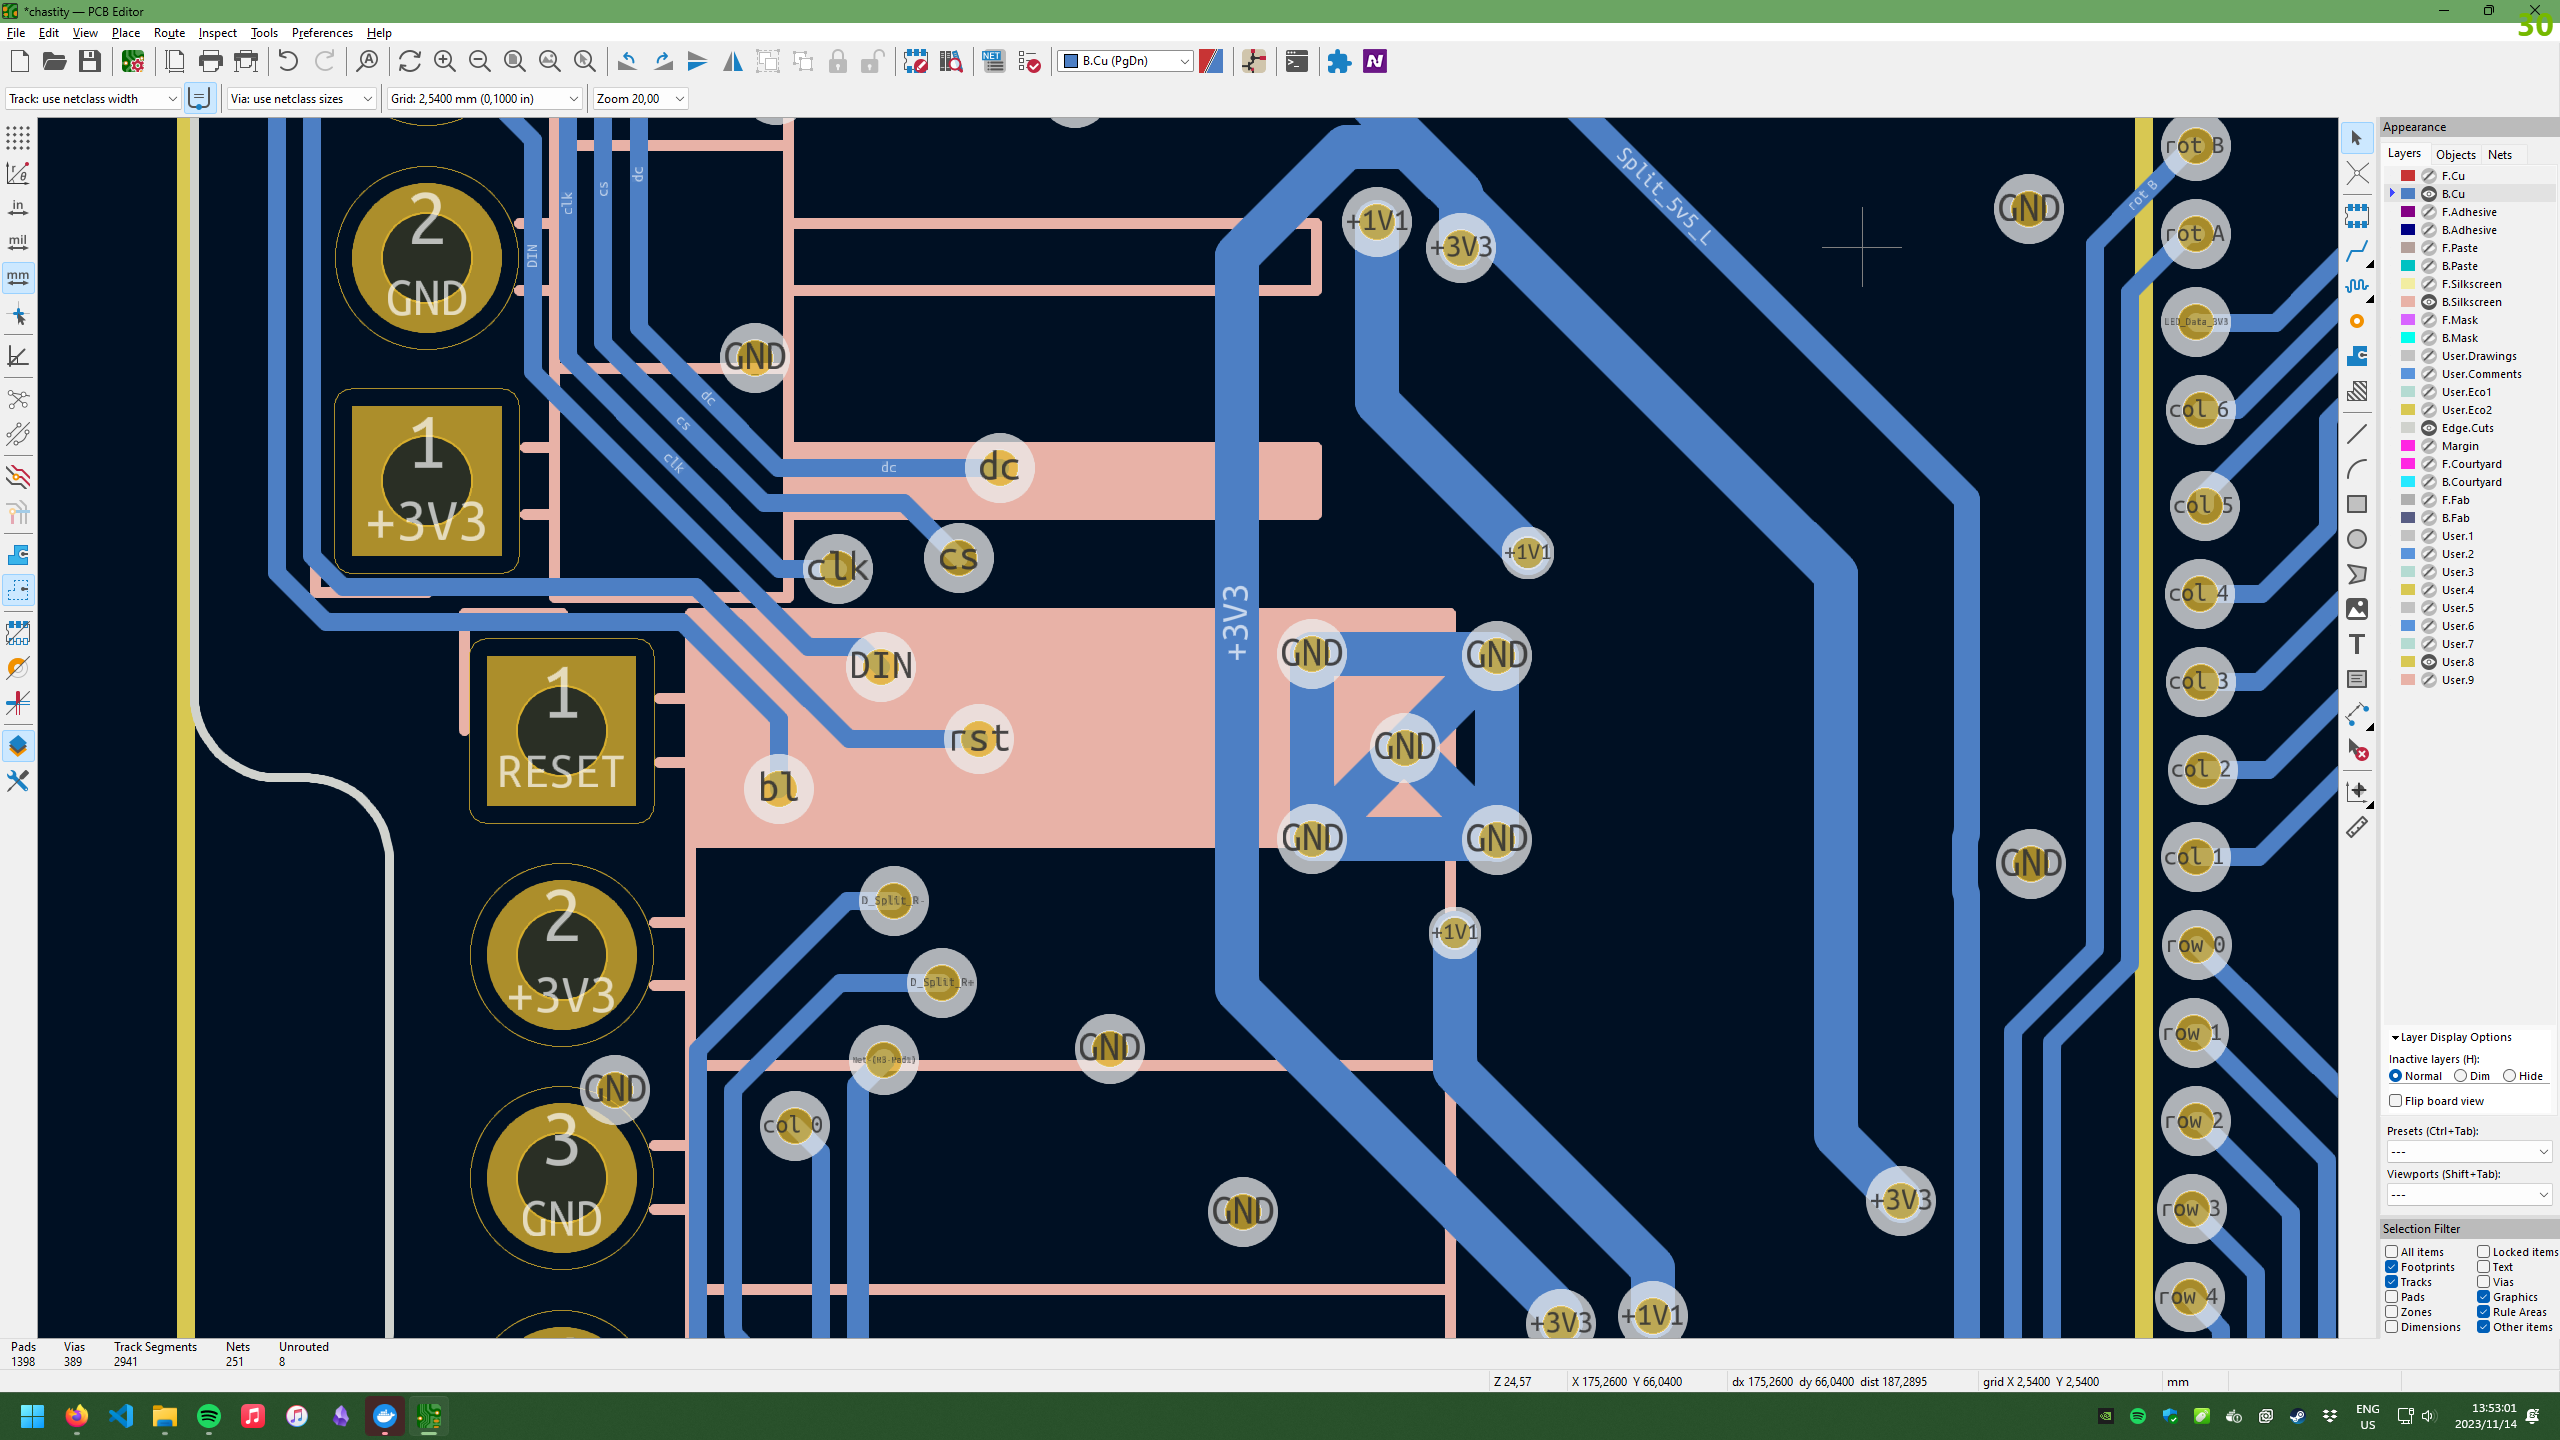 *chastity — PCB Editor
30
File Edit View Place Route Inspect Tools Preferences Help
NET
B.Cu (PgDn)
Track: use netclass width
Via: use netclass sizes
Grid: 2,5400 mm (0,1000 in)
Zoom 20,00
in
mil
mm
2
GND
1
+3V3
1
RESET
2
+3V3
3
GND
DIN
clk
cs
dc
dc
cs
clk
dc
GND
dc
cs
clk
DIN
rst
bl
+3V3
+1V1
+3V3
Split_5v5_L
+1V1
GND
GND
GND
GND
GND
+1V1
D_Split_R-
D_Split_R+
GND
GND
col 0
GND
+3V3
+1V1
+3V3
GND
GND
rot B
rot B
rot A
LED_Data_3V3
col 6
col 5
col 4
col 3
col 2
col 1
row 0
row 1
row 2
row 3
row 4
Appearance
Layers Objects Nets
F.Cu
B.Cu
F.Adhesive
B.Adhesive
F.Paste
B.Paste
F.Silkscreen
B.Silkscreen
F.Mask
B.Mask
User.Drawings
User.Comments
User.Eco1
User.Eco2
Edge.Cuts
Margin
F.Courtyard
B.Courtyard
F.Fab
B.Fab
User.1
User.2
User.3
User.4
User.5
User.6
User.7
User.8
User.9
Layer Display Options
Inactive layers (H):
Normal Dim Hide
Flip board view
Presets (Ctrl+Tab):
---
Viewports (Shift+Tab):
---
Selection Filter
All items Locked items
Footprints Text
Tracks Vias
Pads Graphics
Zones Rule Areas
Dimensions Other items
Pads Vias Track Segments Nets Unrouted
1398 389 2941 251 8
Z 24,57
X 175,2600 Y 66,0400
dx 175,2600 dy 66,0400 dist 187,2895
grid X 2,5400 Y 2,5400
mm
ENG
US
13:53:01
2023/11/14